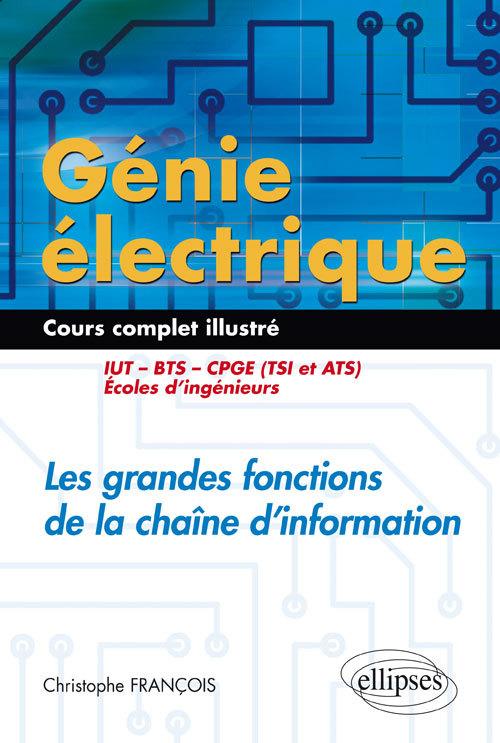 Génie
électrique
Cours complet illustré
IUT – BTS – CPGE (TSI et ATS)
Écoles d'ingénieurs
Les grandes fonctions
de la chaîne d'information
Christophe FRANÇOIS
ellipses